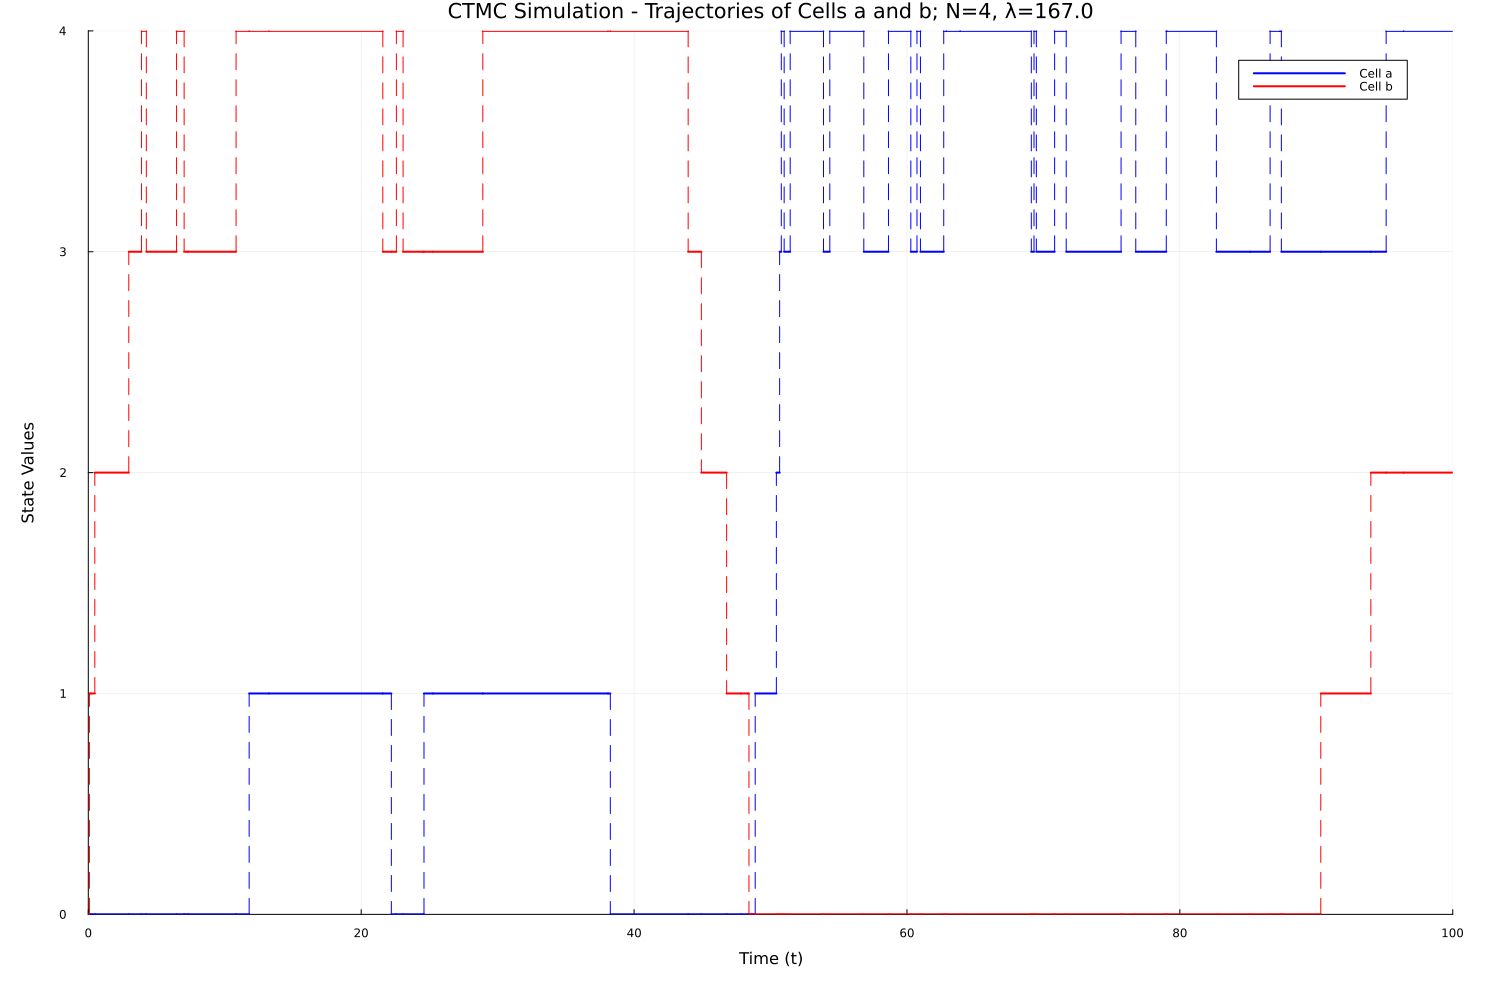 CTMC Simulation - Trajectories of Cells a and b; N=4, λ=167.0
4
Cell a
Cell b
3
State Values
2
1
0
0 20 40 60 80 100
Time (t)